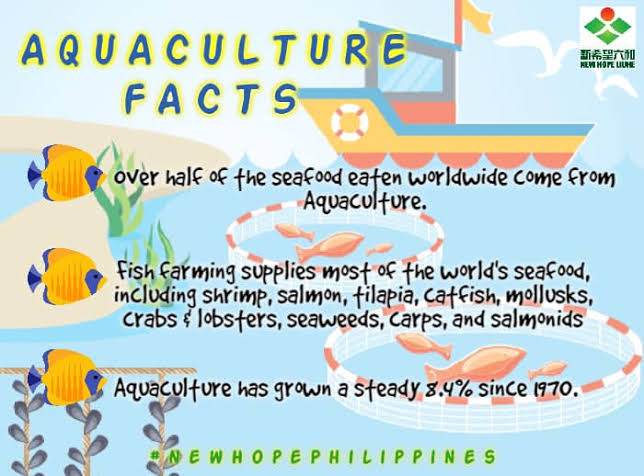 AQUACULTURE
FACTS
新希望六和
NEW HOPE LIUHE
over half of the seafood eaten worldwide come from
Aquaculture.
Fish farming supplies most of the world's seafood,
including shrimp, salmon, tilapia, catfish, mollusks,
crabs & lobsters, seaweeds, carps, and salmonids
Aquaculture has grown a steady 8.4% since 1970.
#NEWHOPEPHILIPPINES